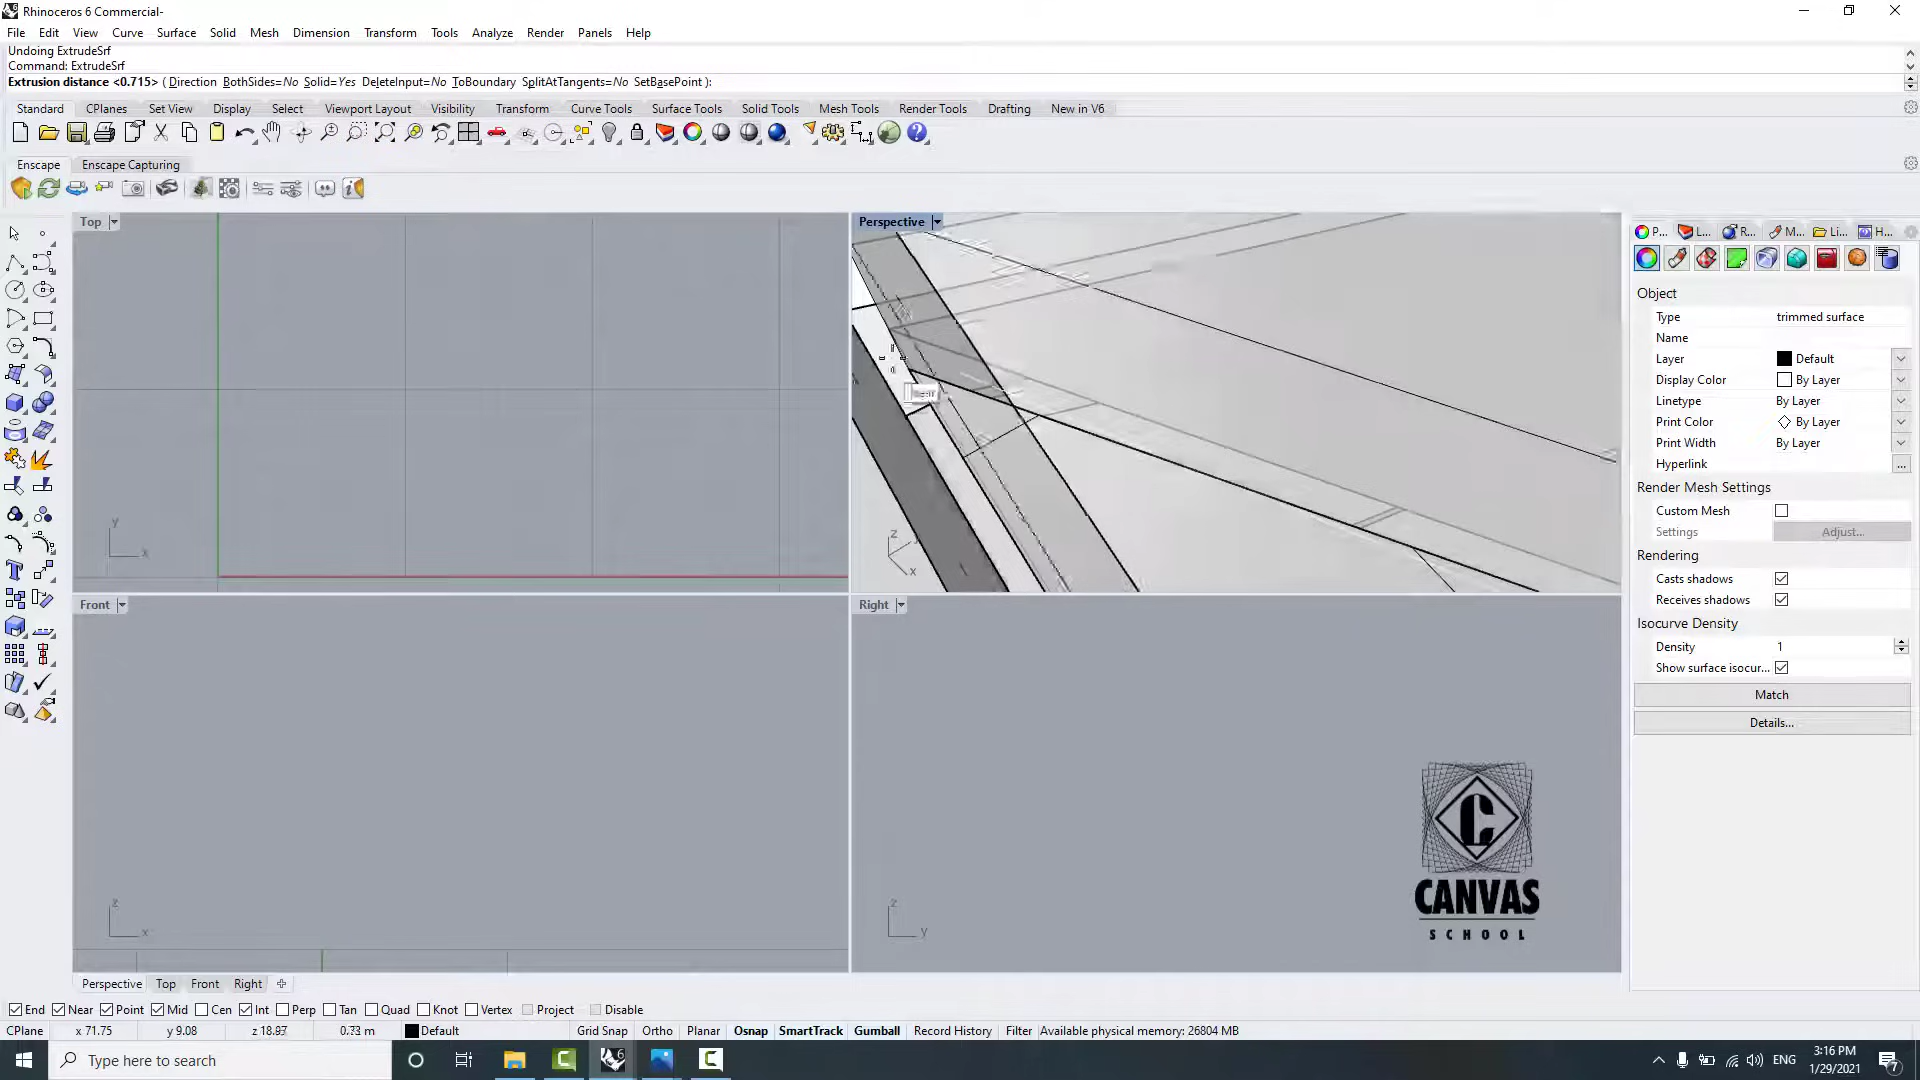 Rhinoceros 6 Commercial-
File Edit View Curve Surface Solid Mesh Dimension Transform Tools Analyze Render Panels Help
Undoing ExtrudeSrf
Command: ExtrudeSrf
Extrusion distance <0.715> ( Direction BothSides=No Solid=Yes DeleteInput=No ToBoundary SplitAtTangents=No SetBasePoint ):
Standard CPlanes Set View Display Select Viewport Layout Visibility Transform Curve Tools Surface Tools Solid Tools Mesh Tools Render Tools Drafting New in V6
Enscape Enscape Capturing
Top
Perspective
P... L... R... M... Li... H...
Object
Type trimmed surface
Name
Layer Default
Display Color By Layer
Linetype By Layer
Print Color By Layer
Print Width By Layer
Hyperlink ...
Render Mesh Settings
Custom Mesh
Settings Adjust...
Rendering
Casts shadows
Receives shadows
Isocurve Density
Density 1
Show surface isocur...
Match
Details...
y
x
z
x
Front
Right
z
x
z
y
C
CANVAS
SCHOOL
Perspective Top Front Right
End Near Point Mid Cen Int Perp Tan Quad Knot Vertex Project Disable
CPlane x 71.75 y 9.08 z 18.97 Default Grid Snap Ortho Planar Osnap SmartTrack Gumball Record History Filter Available physical memory: 26804 MB
Type here to search
6
ENG
3:16 PM
1/29/2021
7